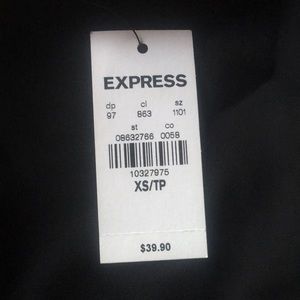 EXPRESS
dp cl sz
97 863 1101
st co
08632766 0058
10327975
XS/TP
$39.90